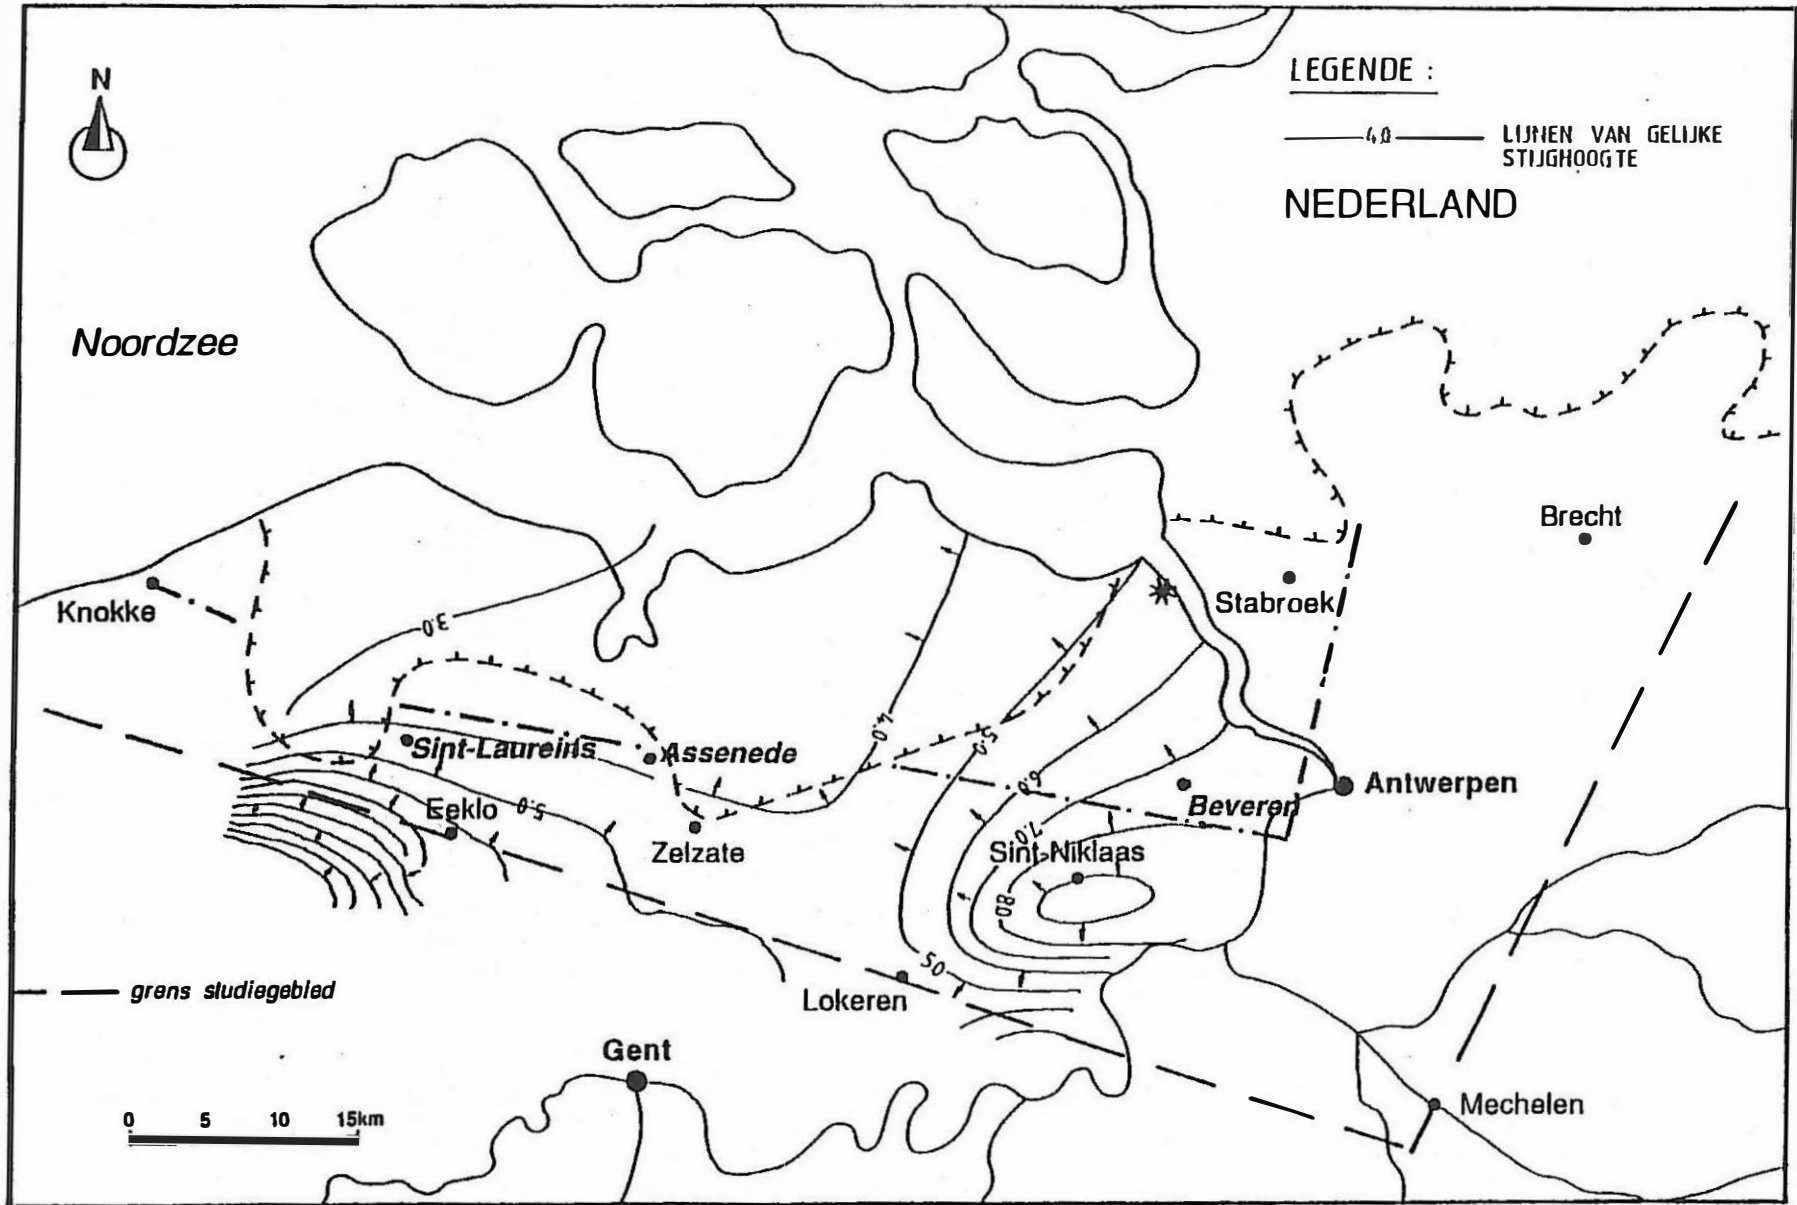 N
LEGENDE :
4,0
LIJNEN VAN GELIJKE
STIJGHOOGTE
NEDERLAND
Noordzee
Brecht
Knokke
Stabroek
3.0
4.0
5.0
Sint-Laureins
Assenede
6.0
Antwerpen
Beveren
Eeklo
5.0
7.0
Zelzate
Sint-Niklaas
8.0
5.0
Lokeren
grens studiegebied
Gent
0 5 10 15km
Mechelen